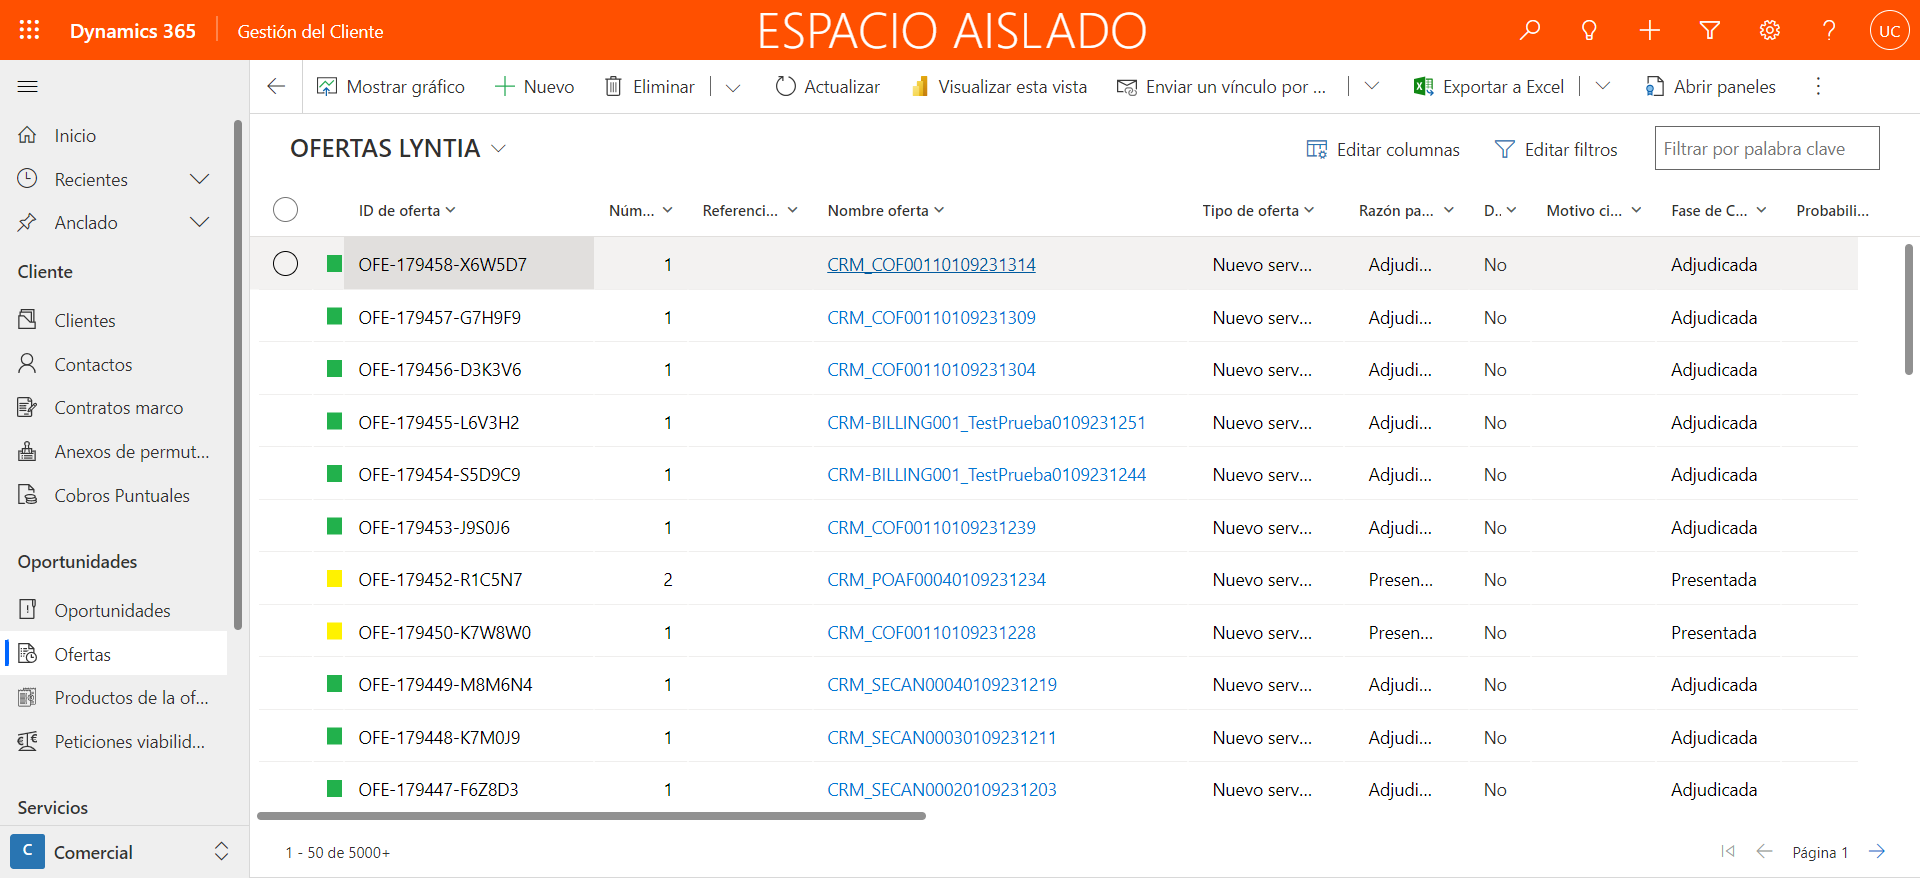 Dynamics 365 Gestión del Cliente ESPACIO AISLADO UC
Mostrar gráfico Nuevo Eliminar Actualizar Visualizar esta vista Enviar un vínculo por ... Exportar a Excel Abrir paneles
Inicio
Recientes
Anclado
Cliente
Clientes
Contactos
Contratos marco
Anexos de permut...
Cobros Puntuales
Oportunidades
Oportunidades
Ofertas
Productos de la of...
Peticiones viabilid...
Servicios
C Comercial
OFERTAS LYNTIA Editar columnas Editar filtros Filtrar por palabra clave
ID de oferta Núm... Referenci... Nombre oferta Tipo de oferta Razón pa... D.. Motivo ci... Fase de C... Probabili...
OFE-179458-X6W5D7 1 CRM_COF00110109231314 Nuevo serv... Adjudi... No Adjudicada
OFE-179457-G7H9F9 1 CRM_COF00110109231309 Nuevo serv... Adjudi... No Adjudicada
OFE-179456-D3K3V6 1 CRM_COF00110109231304 Nuevo serv... Adjudi... No Adjudicada
OFE-179455-L6V3H2 1 CRM-BILLING001_TestPrueba0109231251 Nuevo serv... Adjudi... No Adjudicada
OFE-179454-S5D9C9 1 CRM-BILLING001_TestPrueba0109231244 Nuevo serv... Adjudi... No Adjudicada
OFE-179453-J9S0J6 1 CRM_COF00110109231239 Nuevo serv... Adjudi... No Adjudicada
OFE-179452-R1C5N7 2 CRM_POAF00040109231234 Nuevo serv... Presen... No Presentada
OFE-179450-K7W8W0 1 CRM_COF00110109231228 Nuevo serv... Presen... No Presentada
OFE-179449-M8M6N4 1 CRM_SECAN00040109231219 Nuevo serv... Adjudi... No Adjudicada
OFE-179448-K7M0J9 1 CRM_SECAN00030109231211 Nuevo serv... Adjudi... No Adjudicada
OFE-179447-F6Z8D3 1 CRM_SECAN00020109231203 Nuevo serv... Adjudi... No Adjudicada
1 - 50 de 5000+ Página 1